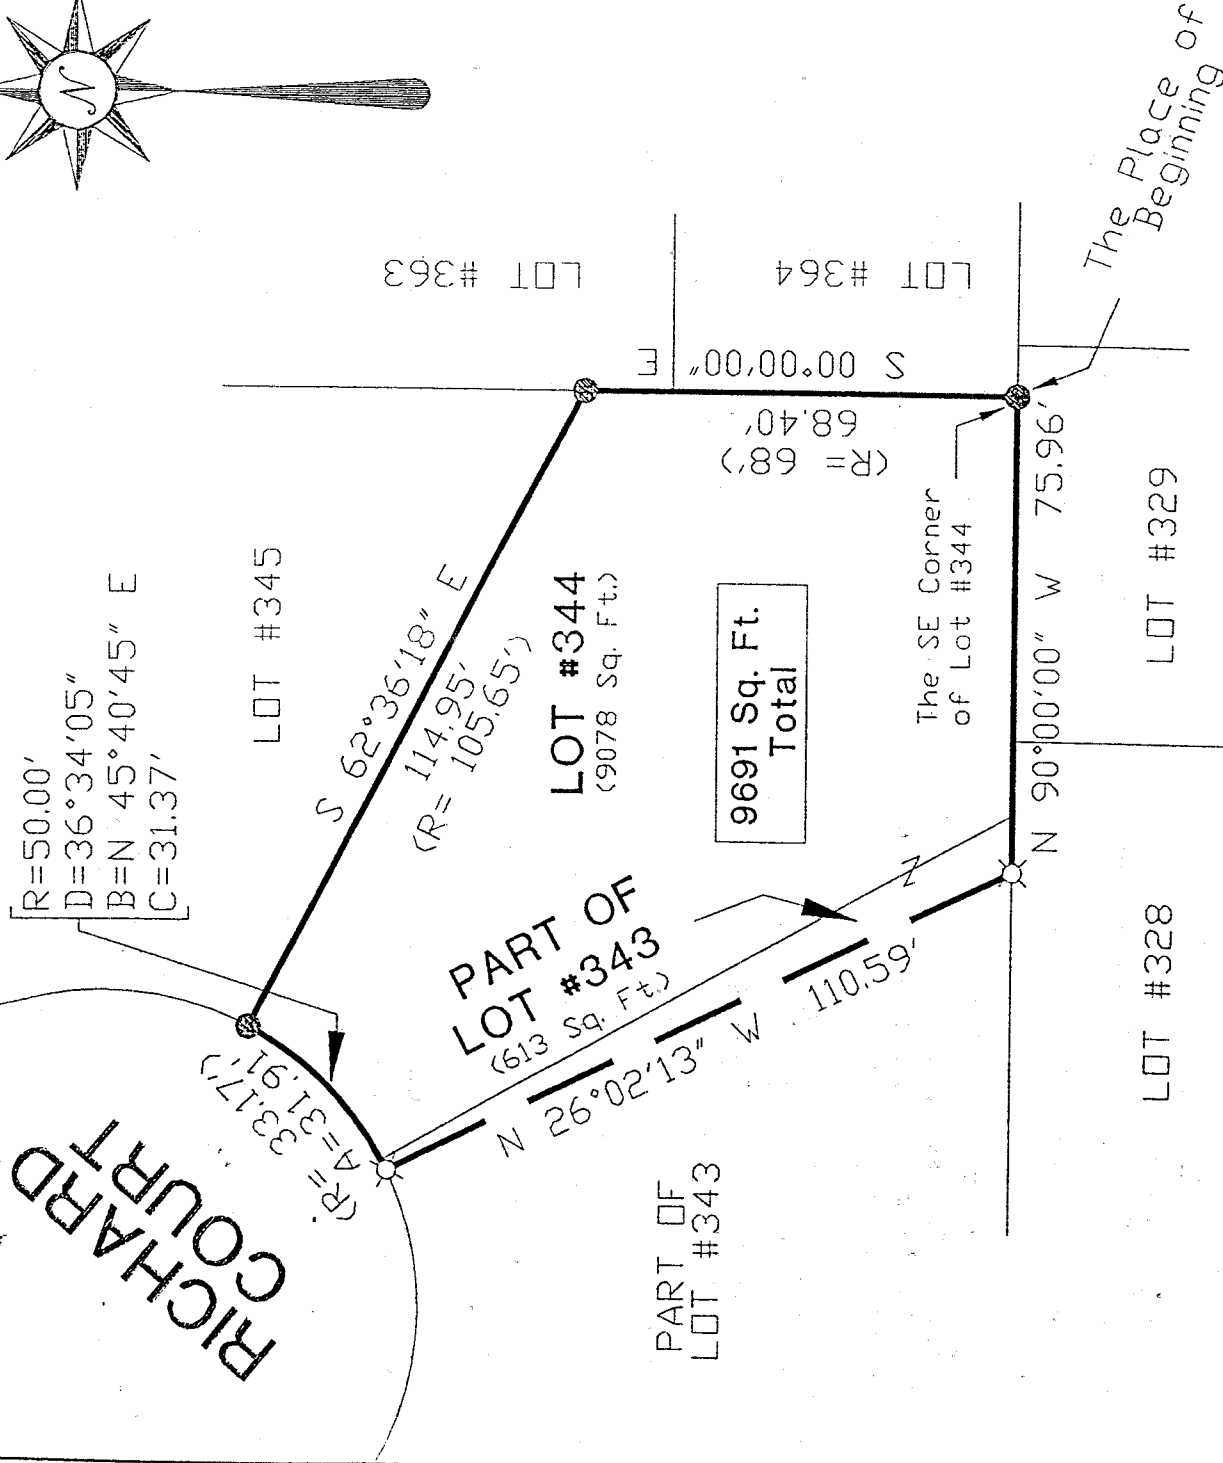 N
R=50.00'
D=36°34'05"
B=N 45°40'45" E
C=31.37'
LOT #345
LOT #363
LOT #364
S 00°00'00" E
68.40'
(R= 68')
The Place of
Beginning
S 62°36'18" E
114.95'
(R= 105.65')
LOT #344
(9078 Sq. Ft.)
9691 Sq. Ft.
Total
The SE Corner
of Lot #344
N 90°00'00" W 75.96'
LOT #329
LOT #328
PART OF
LOT #343
(613 Sq. Ft.)
Z
N 26°02'13" W 110.59'
PART OF
LOT #343
A=31.91'
(R= 33.17')
RICHARD
COURT